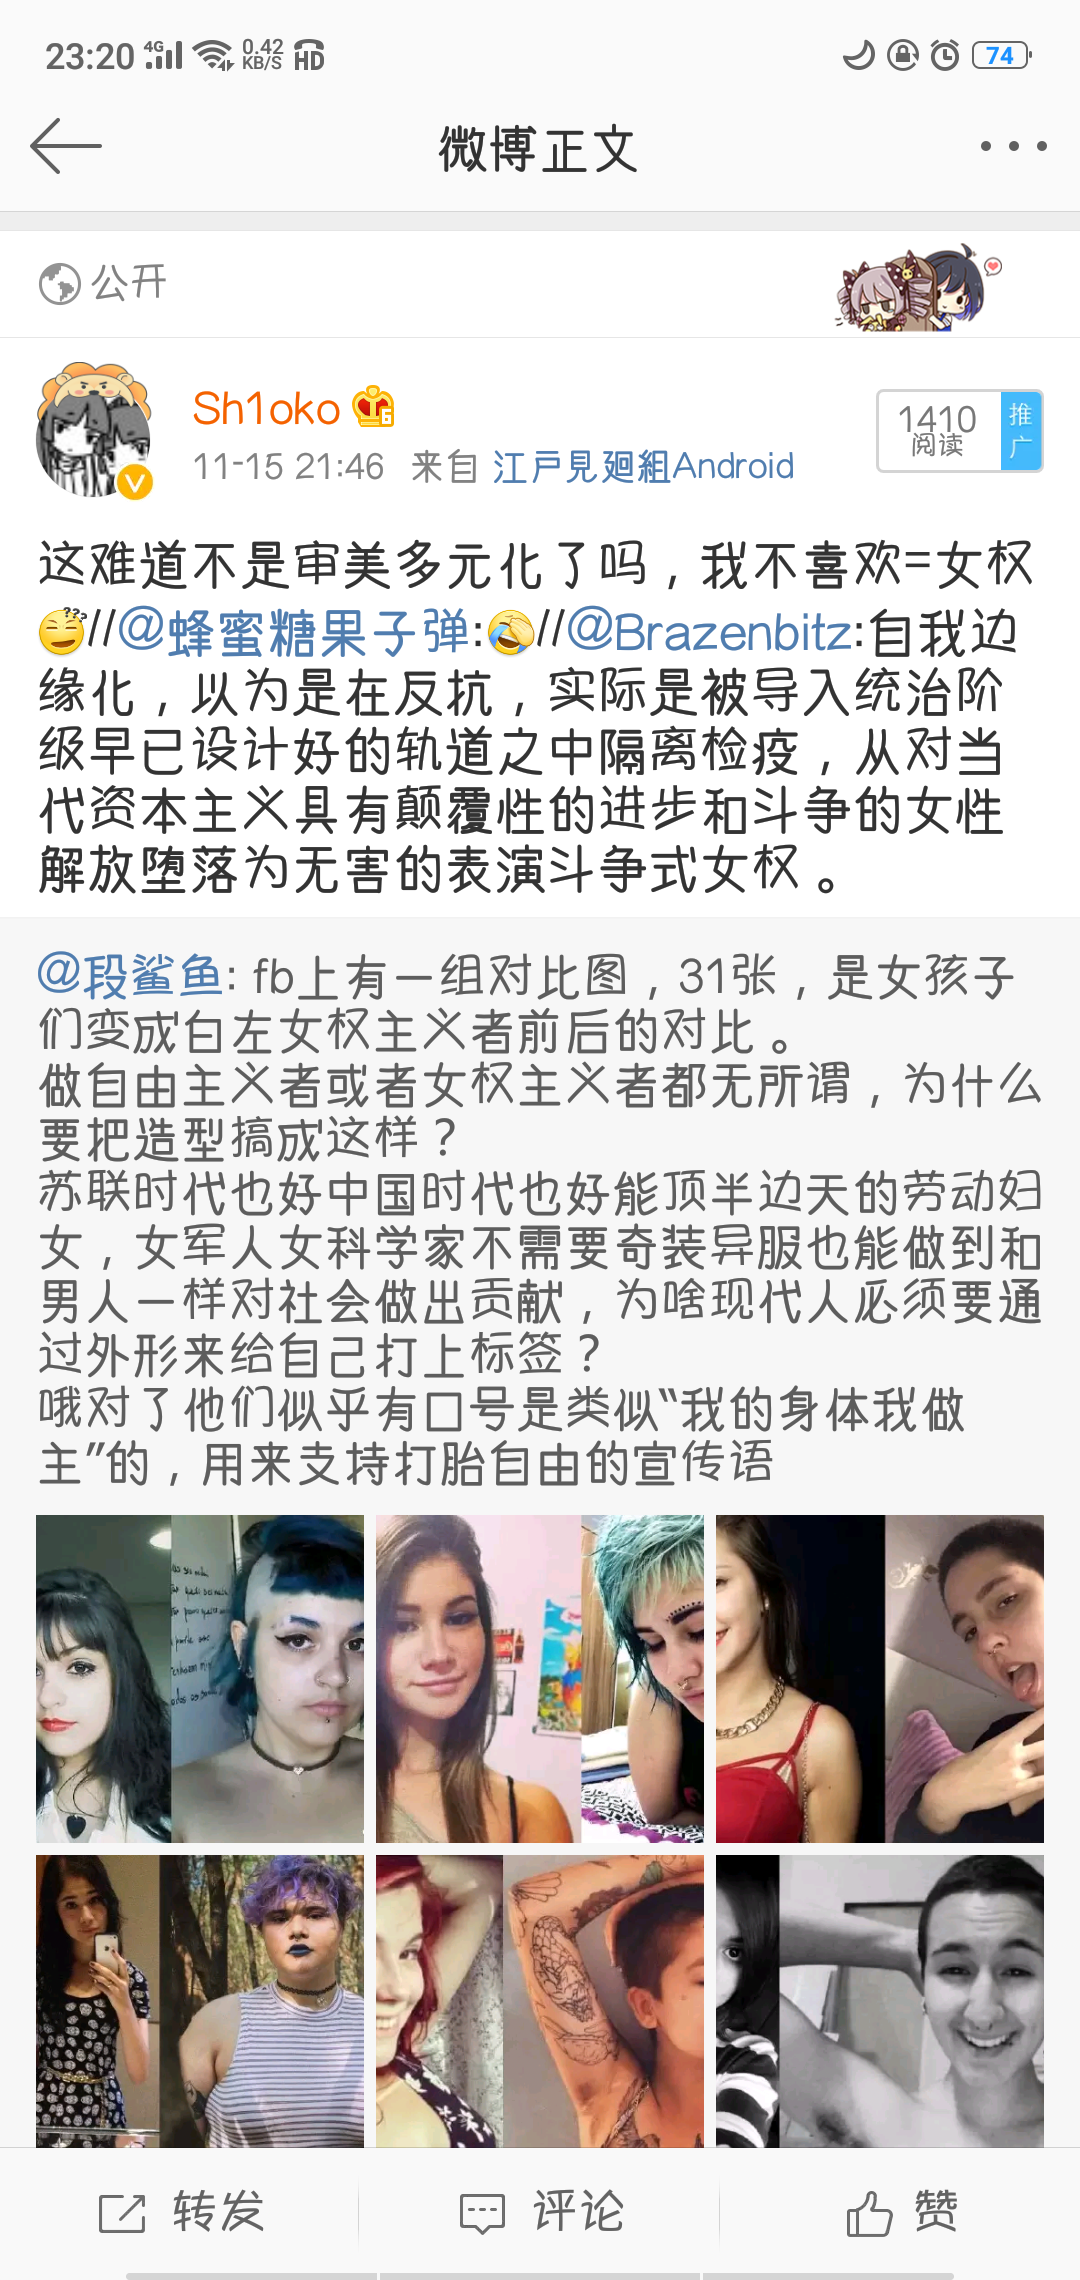 23:20 4G 0.42 KB/S HD 74
微博正文
公开
Sh1oko
11-15 21:46 来自 江戸見廻組Android
1410
阅读
推广
这难道不是审美多元化了吗，我不喜欢=女权
//@蜂蜜糖果子弹://@Brazenbitz:自我边
缘化，以为是在反抗，实际是被导入统治阶
级早已设计好的轨道之中隔离检疫，从对当
代资本主义具有颠覆性的进步和斗争的女性
解放堕落为无害的表演斗争式女权。
@段鲨鱼: fb上有一组对比图，31张，是女孩子
们变成白左女权主义者前后的对比。
做自由主义者或者女权主义者都无所谓，为什么
要把造型搞成这样？
苏联时代也好中国时代也好能顶半边天的劳动妇
女，女军人女科学家不需要奇装异服也能做到和
男人一样对社会做出贡献，为啥现代人必须要通
过外形来给自己打上标签？
哦对了他们似乎有口号是类似“我的身体我做
主”的，用来支持打胎自由的宣传语
转发
评论
赞